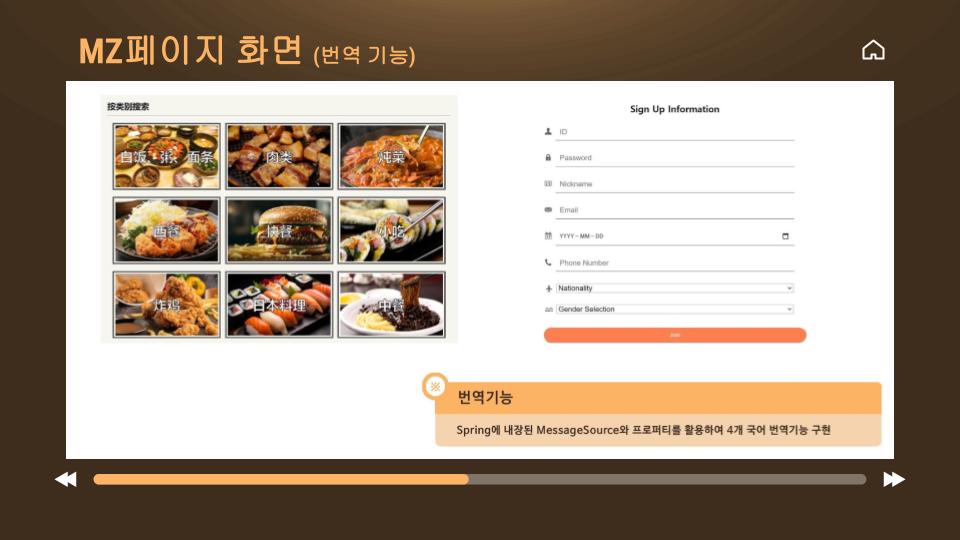 MZ페이지 화면 (번역 기능)
按类别搜索
白饭、粥、面条
肉类
炖菜
西餐
快餐
小吃
炸鸡
日本料理
中餐
Sign Up Information
ID
Password
Nickname
Email
YYYY-MM-DD
Phone Number
Nationality
Gender Selection
Join
※
번역기능
Spring에 내장된 MessageSource와 프로퍼티를 활용하여 4개 국어 번역기능 구현